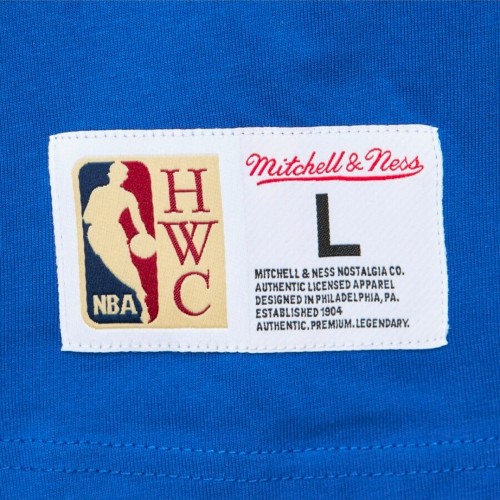 NBA
H
W
C
Mitchell & Ness
L
MITCHELL & NESS NOSTALGIA CO.
AUTHENTIC LICENSED APPAREL
DESIGNED IN PHILADELPHIA, PA.
ESTABLISHED 1904
AUTHENTIC. PREMIUM. LEGENDARY.